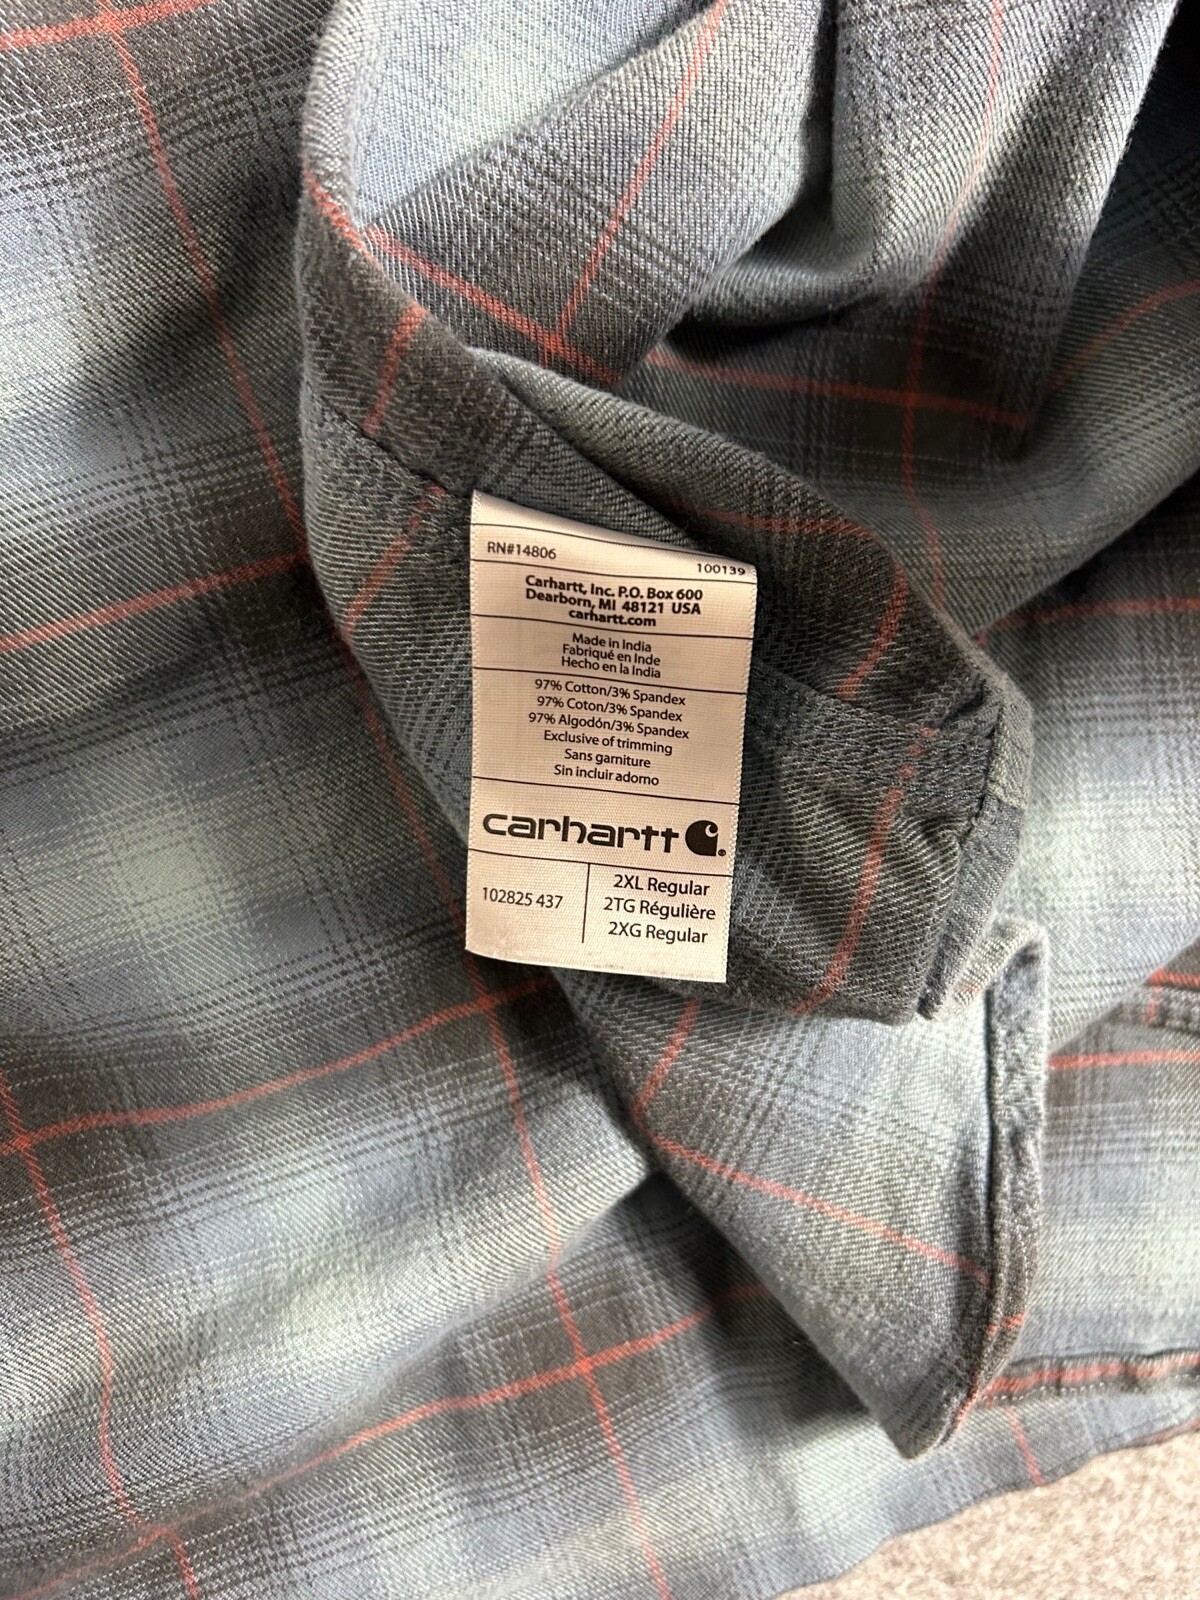 RN#14806 100139
Carhartt, Inc. P.O. Box 600
Dearborn, MI 48121 USA
carhartt.com
Made in India
Fabriqué en Inde
Hecho en la India
97% Cotton/3% Spandex
97% Coton/3% Spandex
97% Algodón/3% Spandex
Exclusive of trimming
Sans garniture
Sin incluir adorno
carhartt
102825 437
2XL Regular
2TG Régulière
2XG Regular